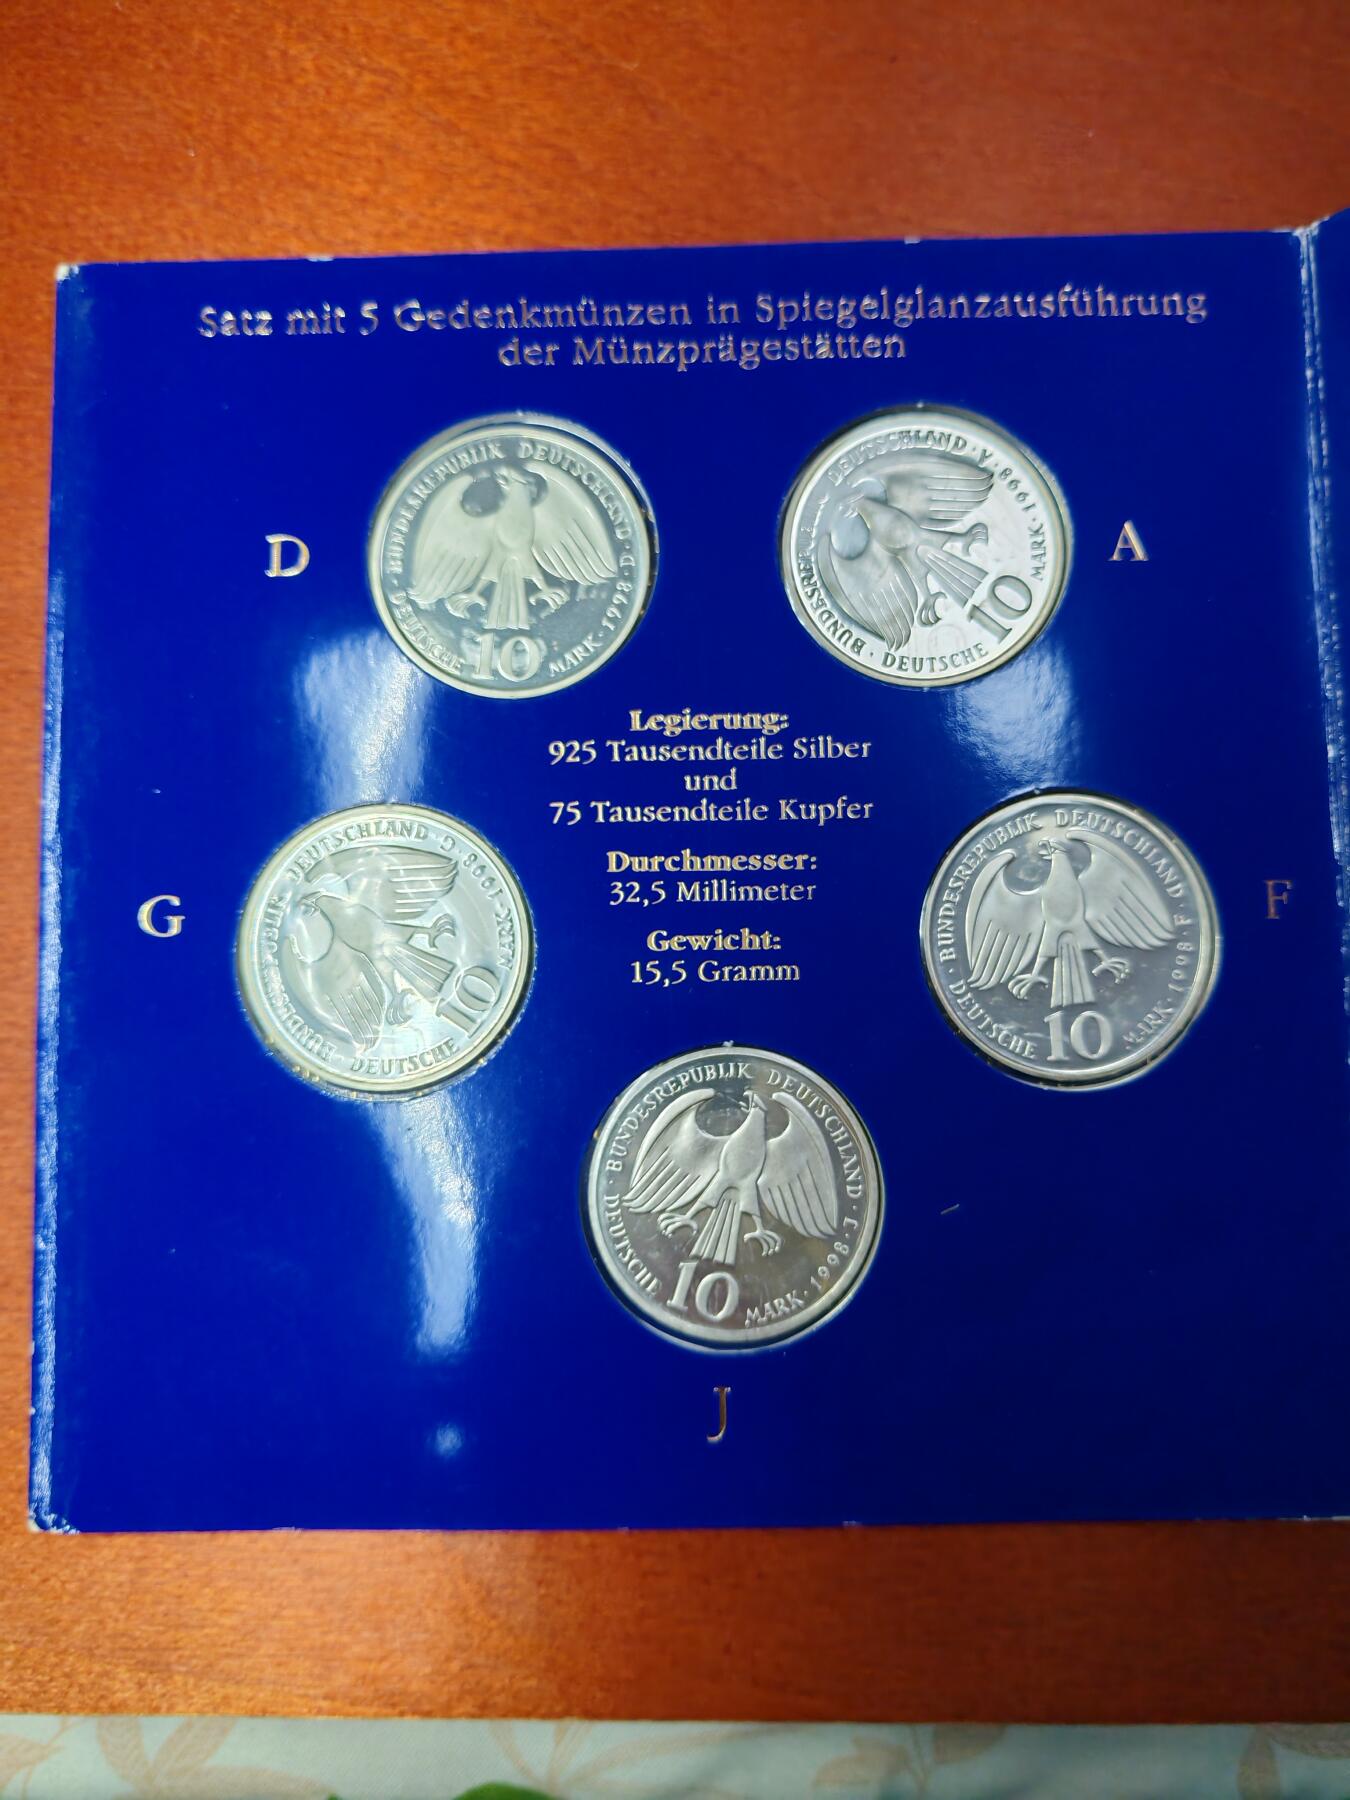 Satz mit 5 Gedenkmünzen in Spiegelglanzausführung
der Münzprägestätten
D
BUNDESREPUBLIK DEUTSCHLAND · D
DEUTSCHE 10 MARK · 1998
A
BUNDESREPUBLIK DEUTSCHLAND · A
DEUTSCHE 10 MARK · 1998
Legierung:
925 Tausendteile Silber
und
75 Tausendteile Kupfer
Durchmesser:
32,5 Millimeter
Gewicht:
15,5 Gramm
G
BUNDESREPUBLIK DEUTSCHLAND · G
DEUTSCHE 10 MARK · 1998
F
BUNDESREPUBLIK DEUTSCHLAND · F
DEUTSCHE 10 MARK · 1998
BUNDESREPUBLIK DEUTSCHLAND · J
DEUTSCHE 10 MARK · 1998
J